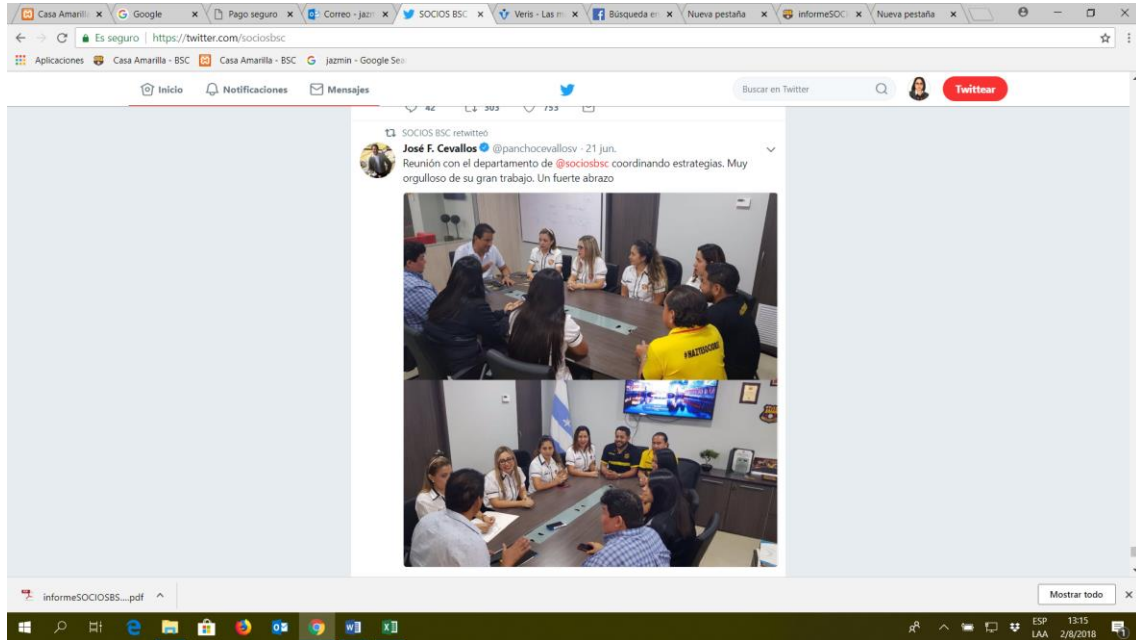 Casa Amarill
Google
Pago seguro
Correo - jazm
SOCIOS BSC
Veris - Las m
Búsqueda en
Nueva pestaña
informeSOC
Nueva pestaña
Es seguro | https://twitter.com/sociosbsc
Aplicaciones
Casa Amarilla - BSC
Casa Amarilla - BSC
jazmin - Google Sea
Inicio
Notificaciones
Mensajes
Buscar en Twitter
Twittear
42 303 753
SOCIOS BSC retwitteó
José F. Cevallos @panchocevallosv · 21 jun.
Reunión con el departamento de @sociosbsc coordinando estrategias. Muy
orgulloso de su gran trabajo. Un fuerte abrazo
informeSOCIOSBS....pdf
Mostrar todo
ESP 13:15
LAA 2/8/2018